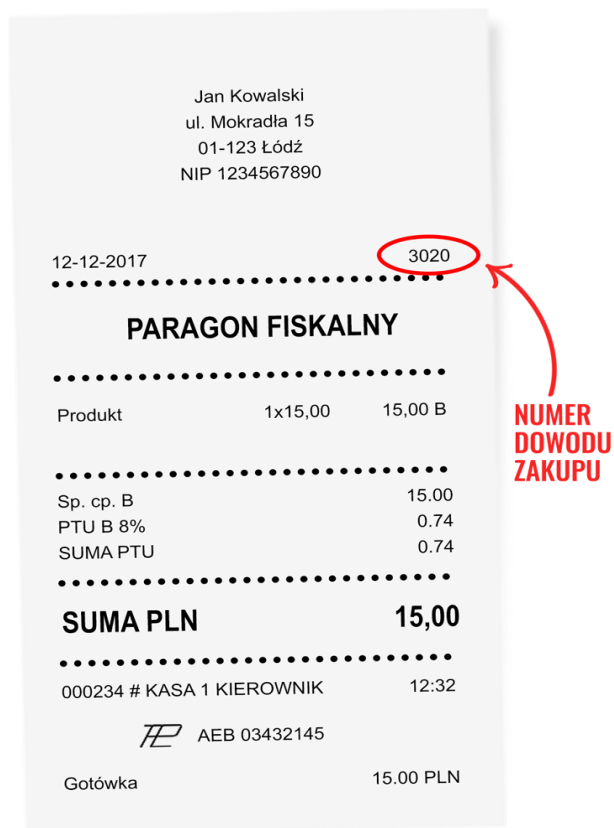 Jan Kowalski
ul. Mokradła 15
01-123 Łódź
NIP 1234567890
12-12-2017 3020
PARAGON FISKALNY
Produkt 1x15,00 15,00 B
NUMER
DOWODU
ZAKUPU
Sp. cp. B 15.00
PTU B 8% 0.74
SUMA PTU 0.74
SUMA PLN 15,00
000234 # KASA 1 KIEROWNIK 12:32
AEB 03432145
Gotówka 15.00 PLN